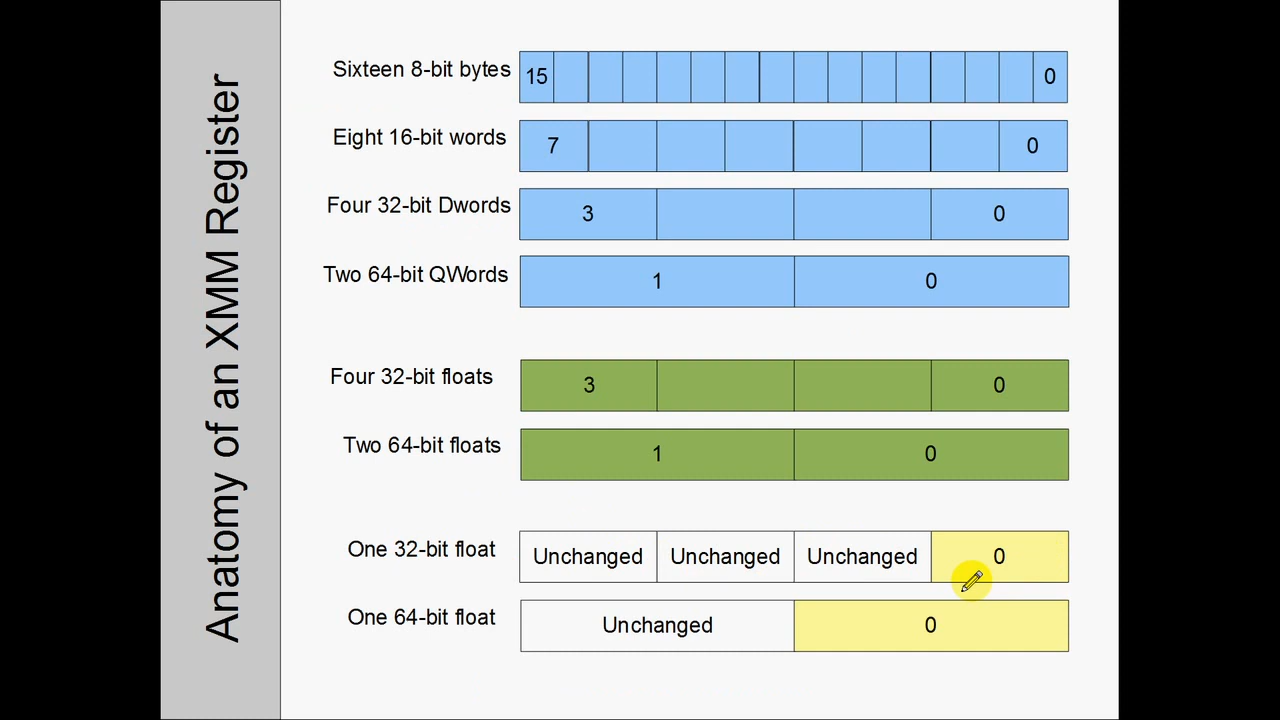 Anatomy of an XMM Register
Sixteen 8-bit bytes 15 0
Eight 16-bit words 7 0
Four 32-bit Dwords 3 0
Two 64-bit QWords 1 0
Four 32-bit floats 3 0
Two 64-bit floats 1 0
One 32-bit float Unchanged Unchanged Unchanged 0
One 64-bit float Unchanged 0